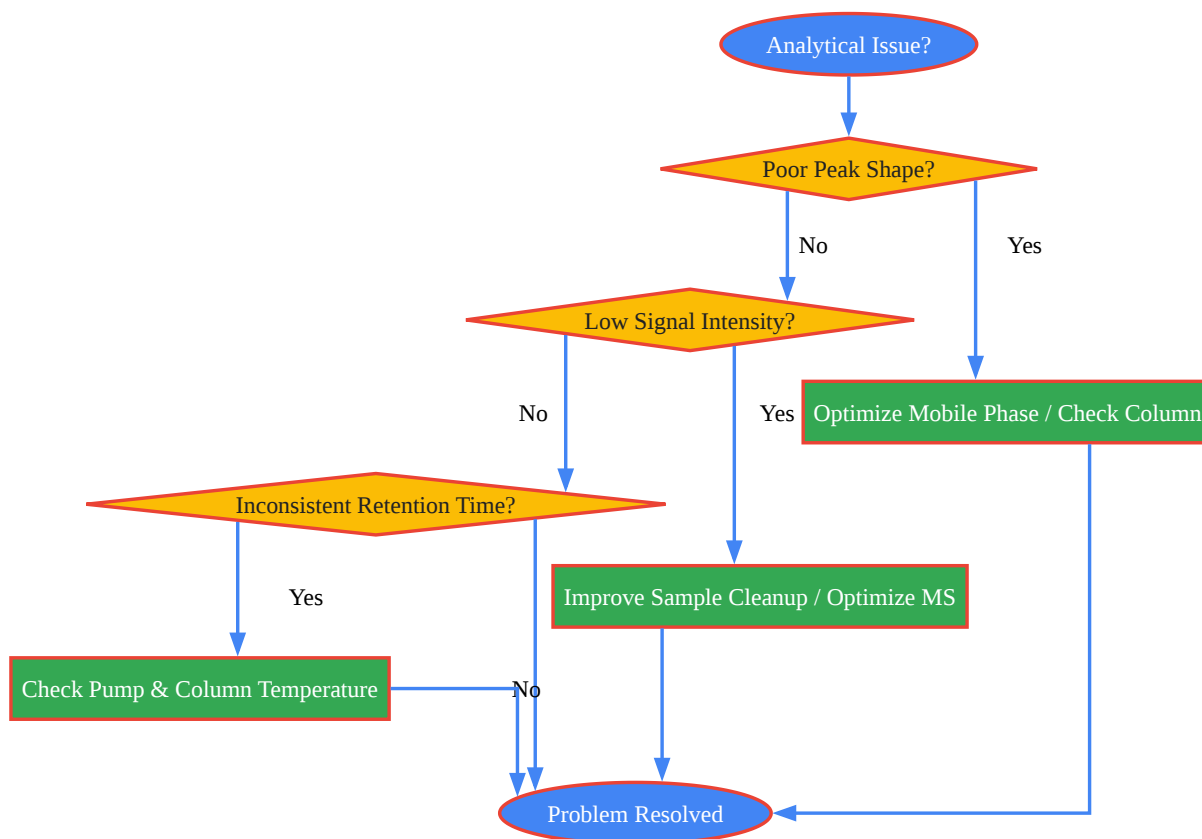 Analytical Issue?
Poor Peak Shape?
No
Yes
Low Signal Intensity?
No
Yes
Optimize Mobile Phase / Check Column
Inconsistent Retention Time?
Yes
Improve Sample Cleanup / Optimize MS
Check Pump & Column Temperature
No
Problem Resolved